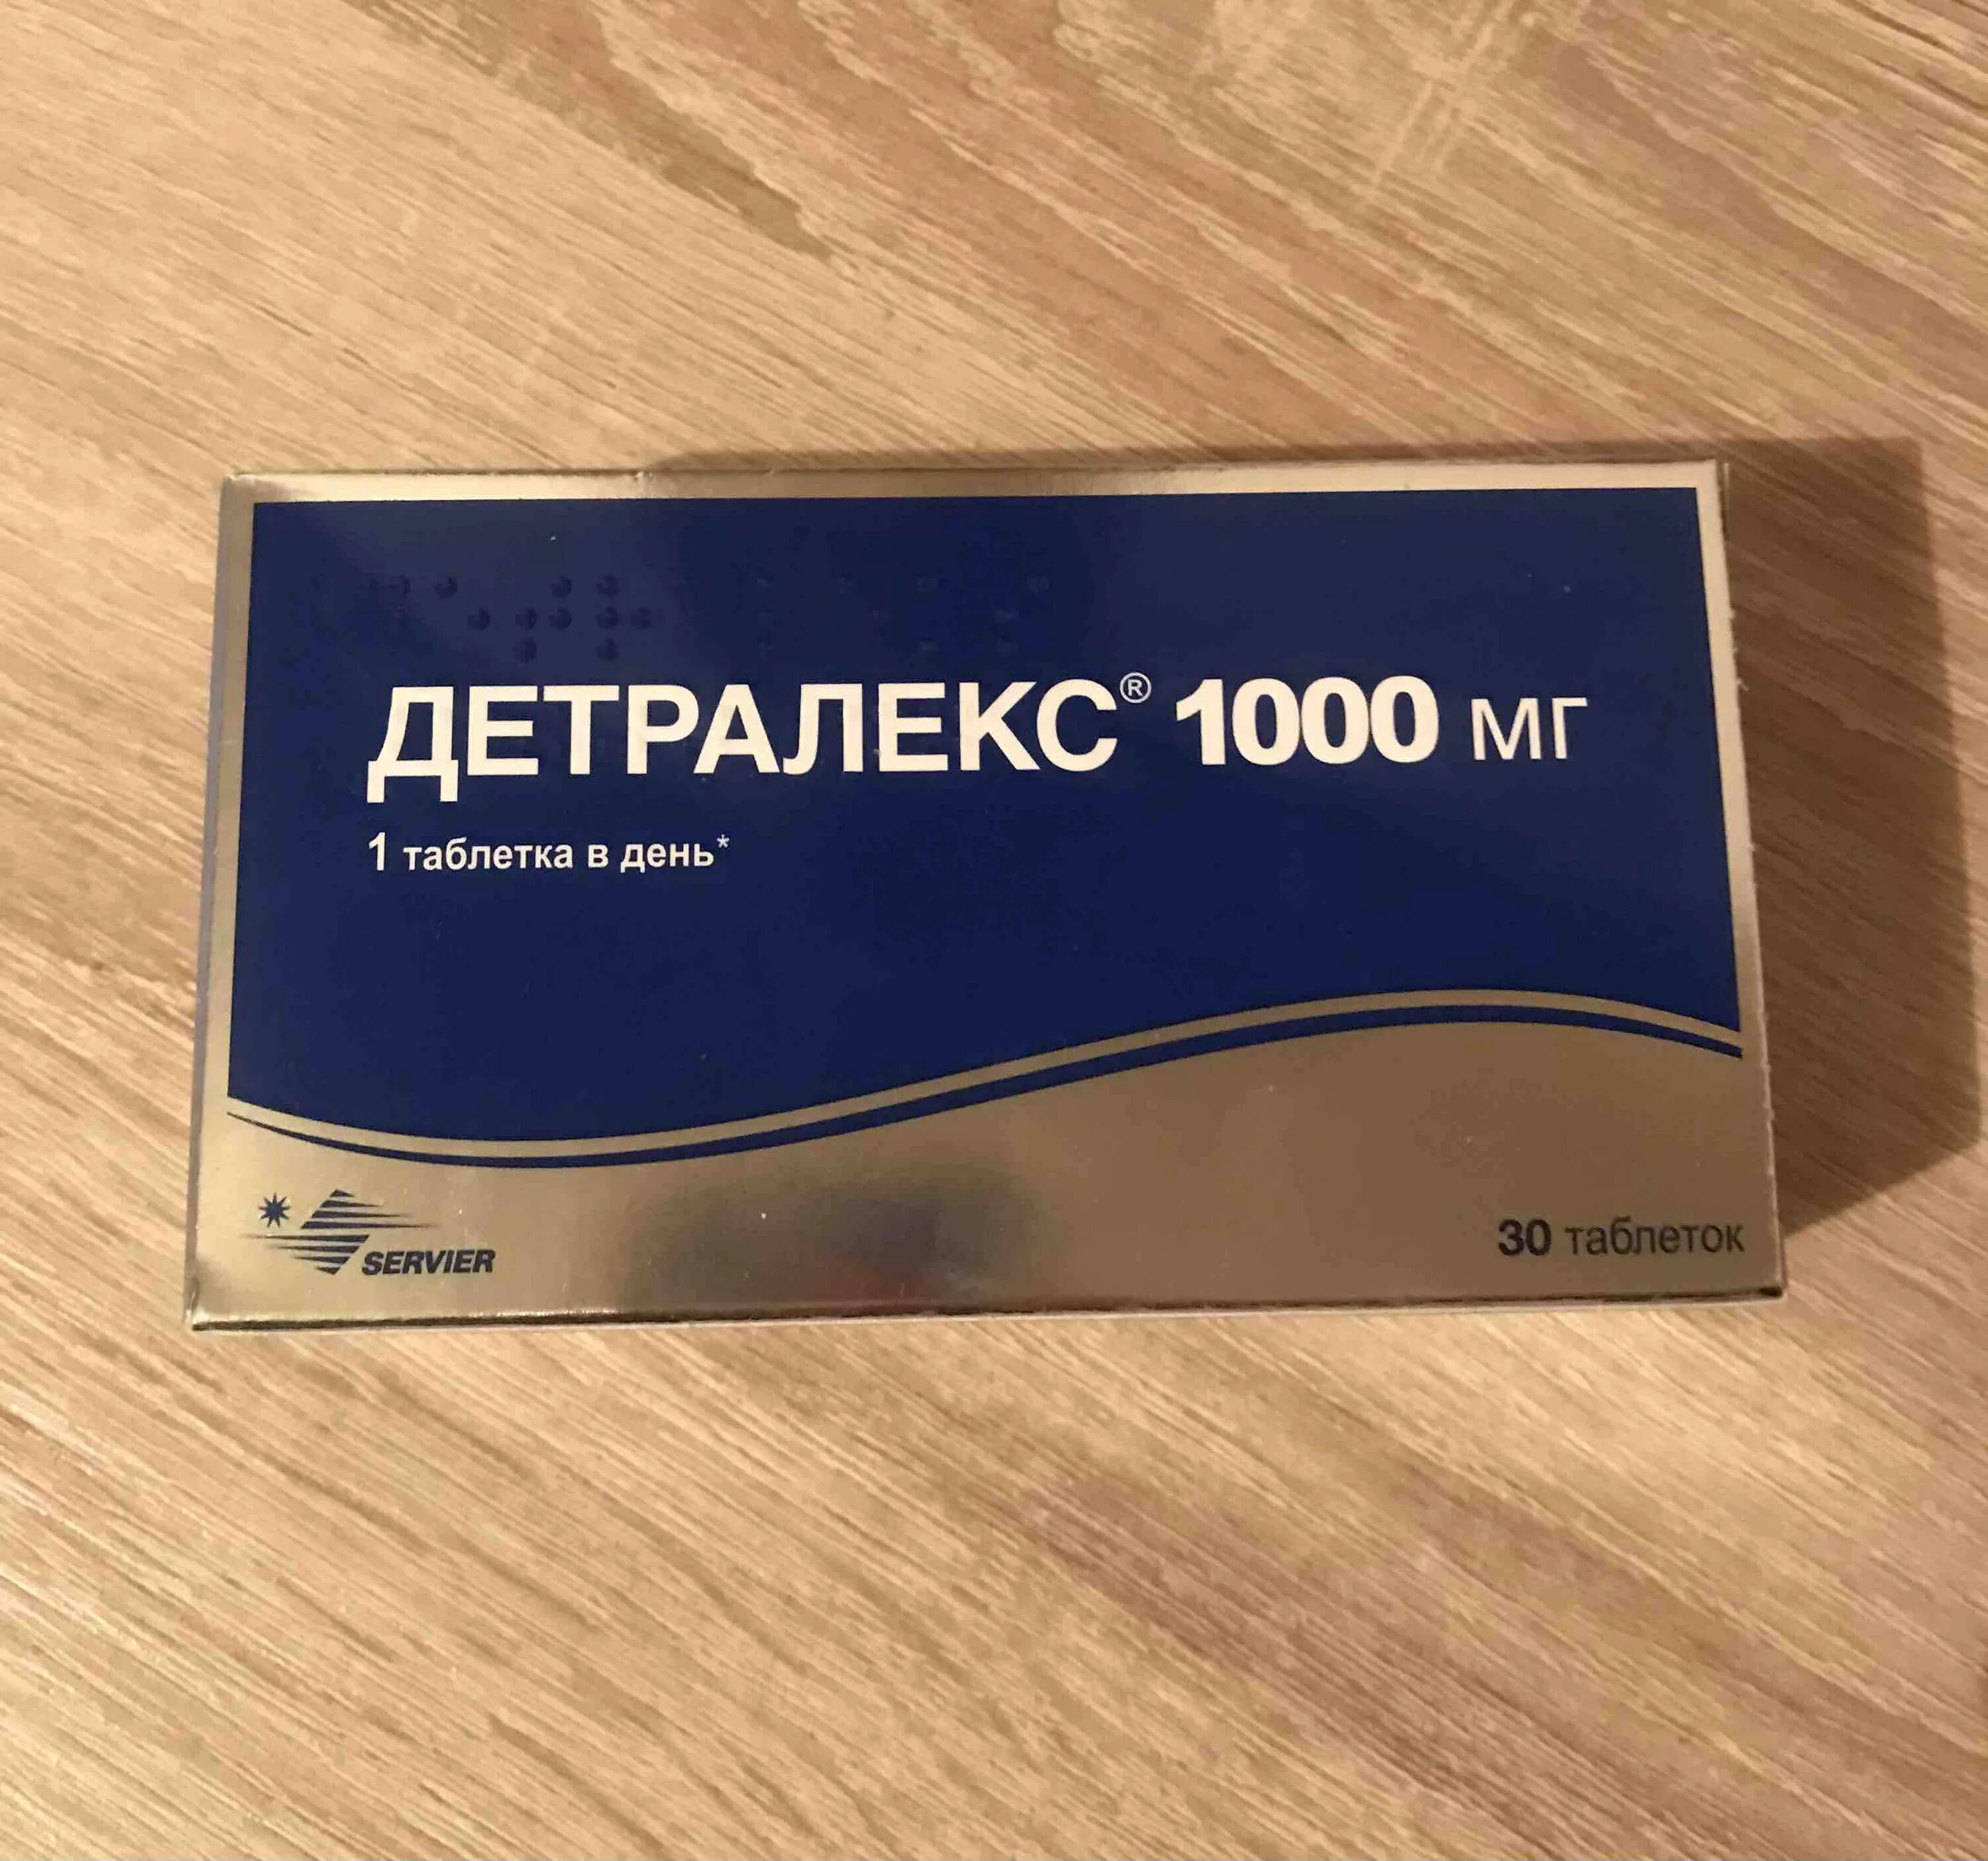 ДЕТРАЛЕКС® 1000 мг
1 таблетка в день*
SERVIER
30 таблеток